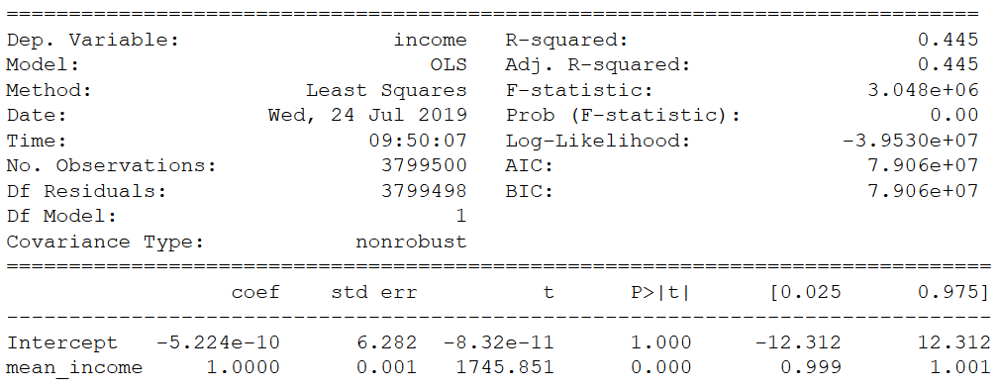 ==============================================================================
Dep. Variable:                 income   R-squared:                       0.445
Model:                            OLS   Adj. R-squared:                  0.445
Method:                 Least Squares   F-statistic:                 3.048e+06
Date:                Wed, 24 Jul 2019   Prob (F-statistic):               0.00
Time:                        09:50:07   Log-Likelihood:            -3.9530e+07
No. Observations:             3799500   AIC:                         7.906e+07
Df Residuals:                 3799498   BIC:                         7.906e+07
Df Model:                           1
Covariance Type:            nonrobust
===============================================================================
                  coef    std err          t      P>|t|      [0.025      0.975]
-------------------------------------------------------------------------------
Intercept   -5.224e-10      6.282  -8.32e-11      1.000     -12.312      12.312
mean_income     1.0000      0.001   1745.851      0.000       0.999       1.001